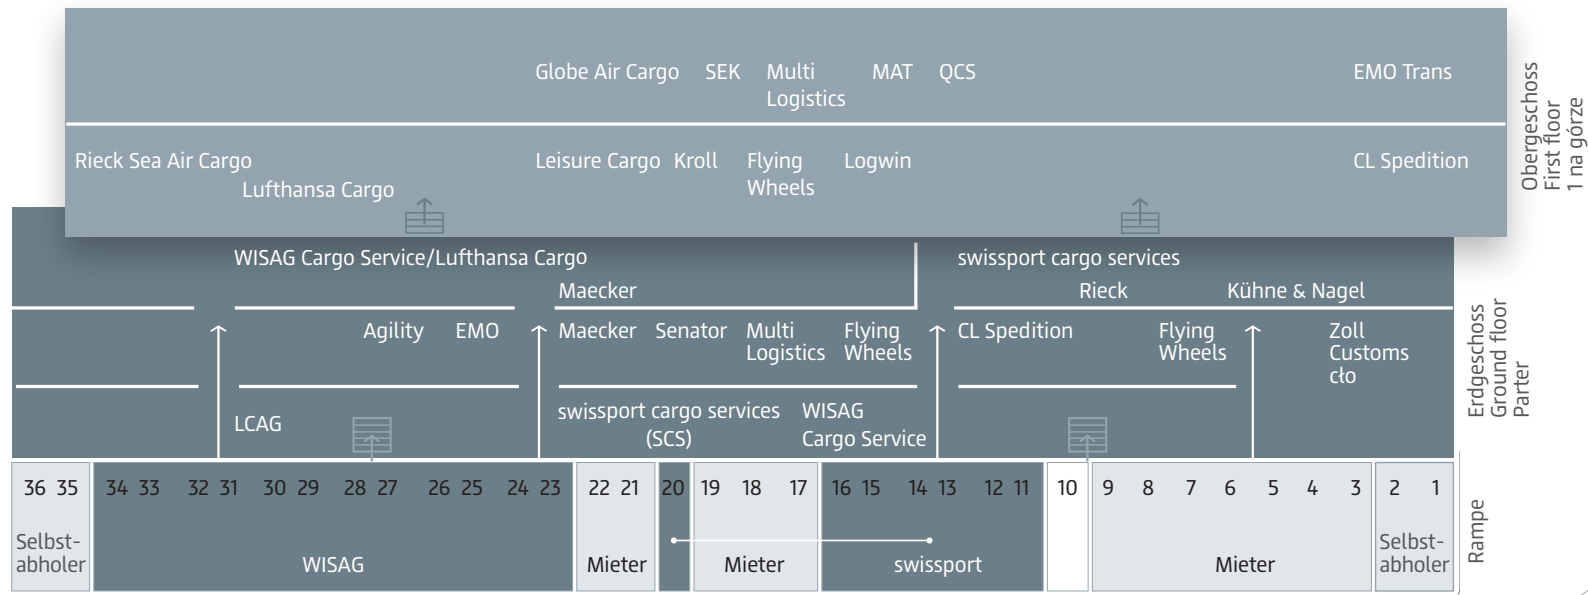 Globe Air Cargo SEK Multi MAT QCS EMO Trans
Logistics
Rieck Sea Air Cargo Leisure Cargo Kroll Flying Logwin CL Spedition
Lufthansa Cargo Wheels
Obergeschoss
First floor
1 na górze
WISAG Cargo Service/Lufthansa Cargo swissport cargo services
Maecker Rieck Kühne & Nagel
Agility EMO Maecker Senator Multi Flying CL Spedition Flying Zoll
Logistics Wheels Wheels Customs
cło
LCAG swissport cargo services WISAG
(SCS) Cargo Service
Erdgeschoss
Ground floor
Parter
36 35 34 33 32 31 30 29 28 27 26 25 24 23 22 21 20 19 18 17 16 15 14 13 12 11 10 9 8 7 6 5 4 3 2 1
Selbst- Selbst-
abholer WISAG Mieter Mieter swissport Mieter abholer
Rampe